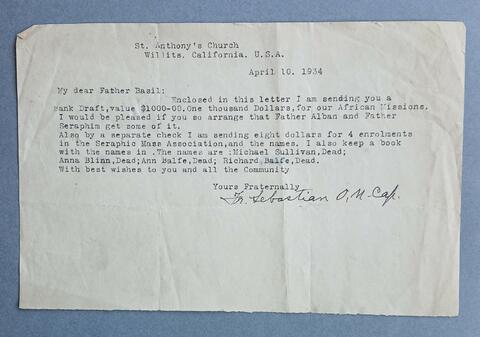 St. Anthony's Church
Willits, California, U.S.A.
April 10. 1934
My dear Father Basil:
Enclosed in this letter I am sending you a
Bank Draft,value $1000-00.One thousand Dollars,for our African Missions.
I would be pleased if you so arrange that Father Alban and Father
Seraphim get some of it.
Also by a separate check I am sending eight dollars for 4 enrolments
in the Seraphic Mass Association,and the names. I also keep a book
with the names in .The names are :Michael Sullivan,Dead;
Anna Blinn,Dead;Ann Balfe,Dead; Richard Balfe,Dead.
With best wishes to you and all the Community
Yours Fraternally
Fr. Sebastian O. M. Cap.